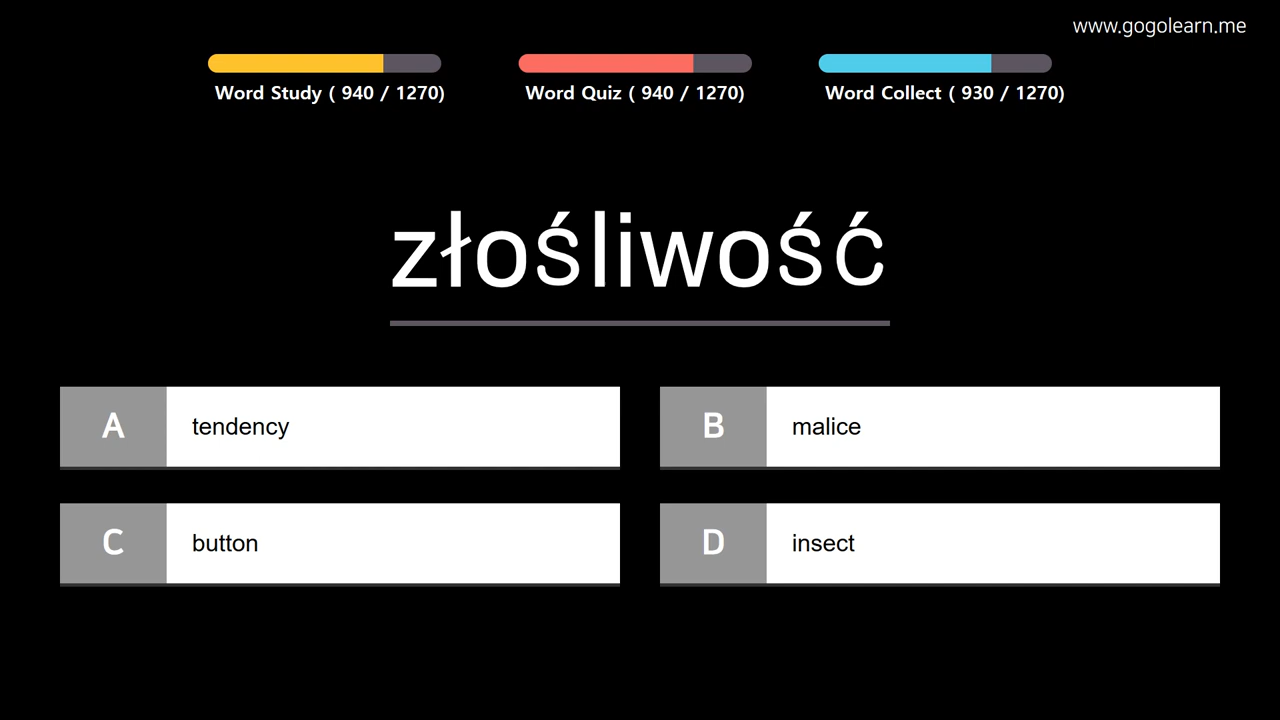 www.gogolearn.me
Word Study ( 940 / 1270)
Word Quiz ( 940 / 1270)
Word Collect ( 930 / 1270)
złośliwość
A tendency
B malice
C button
D insect